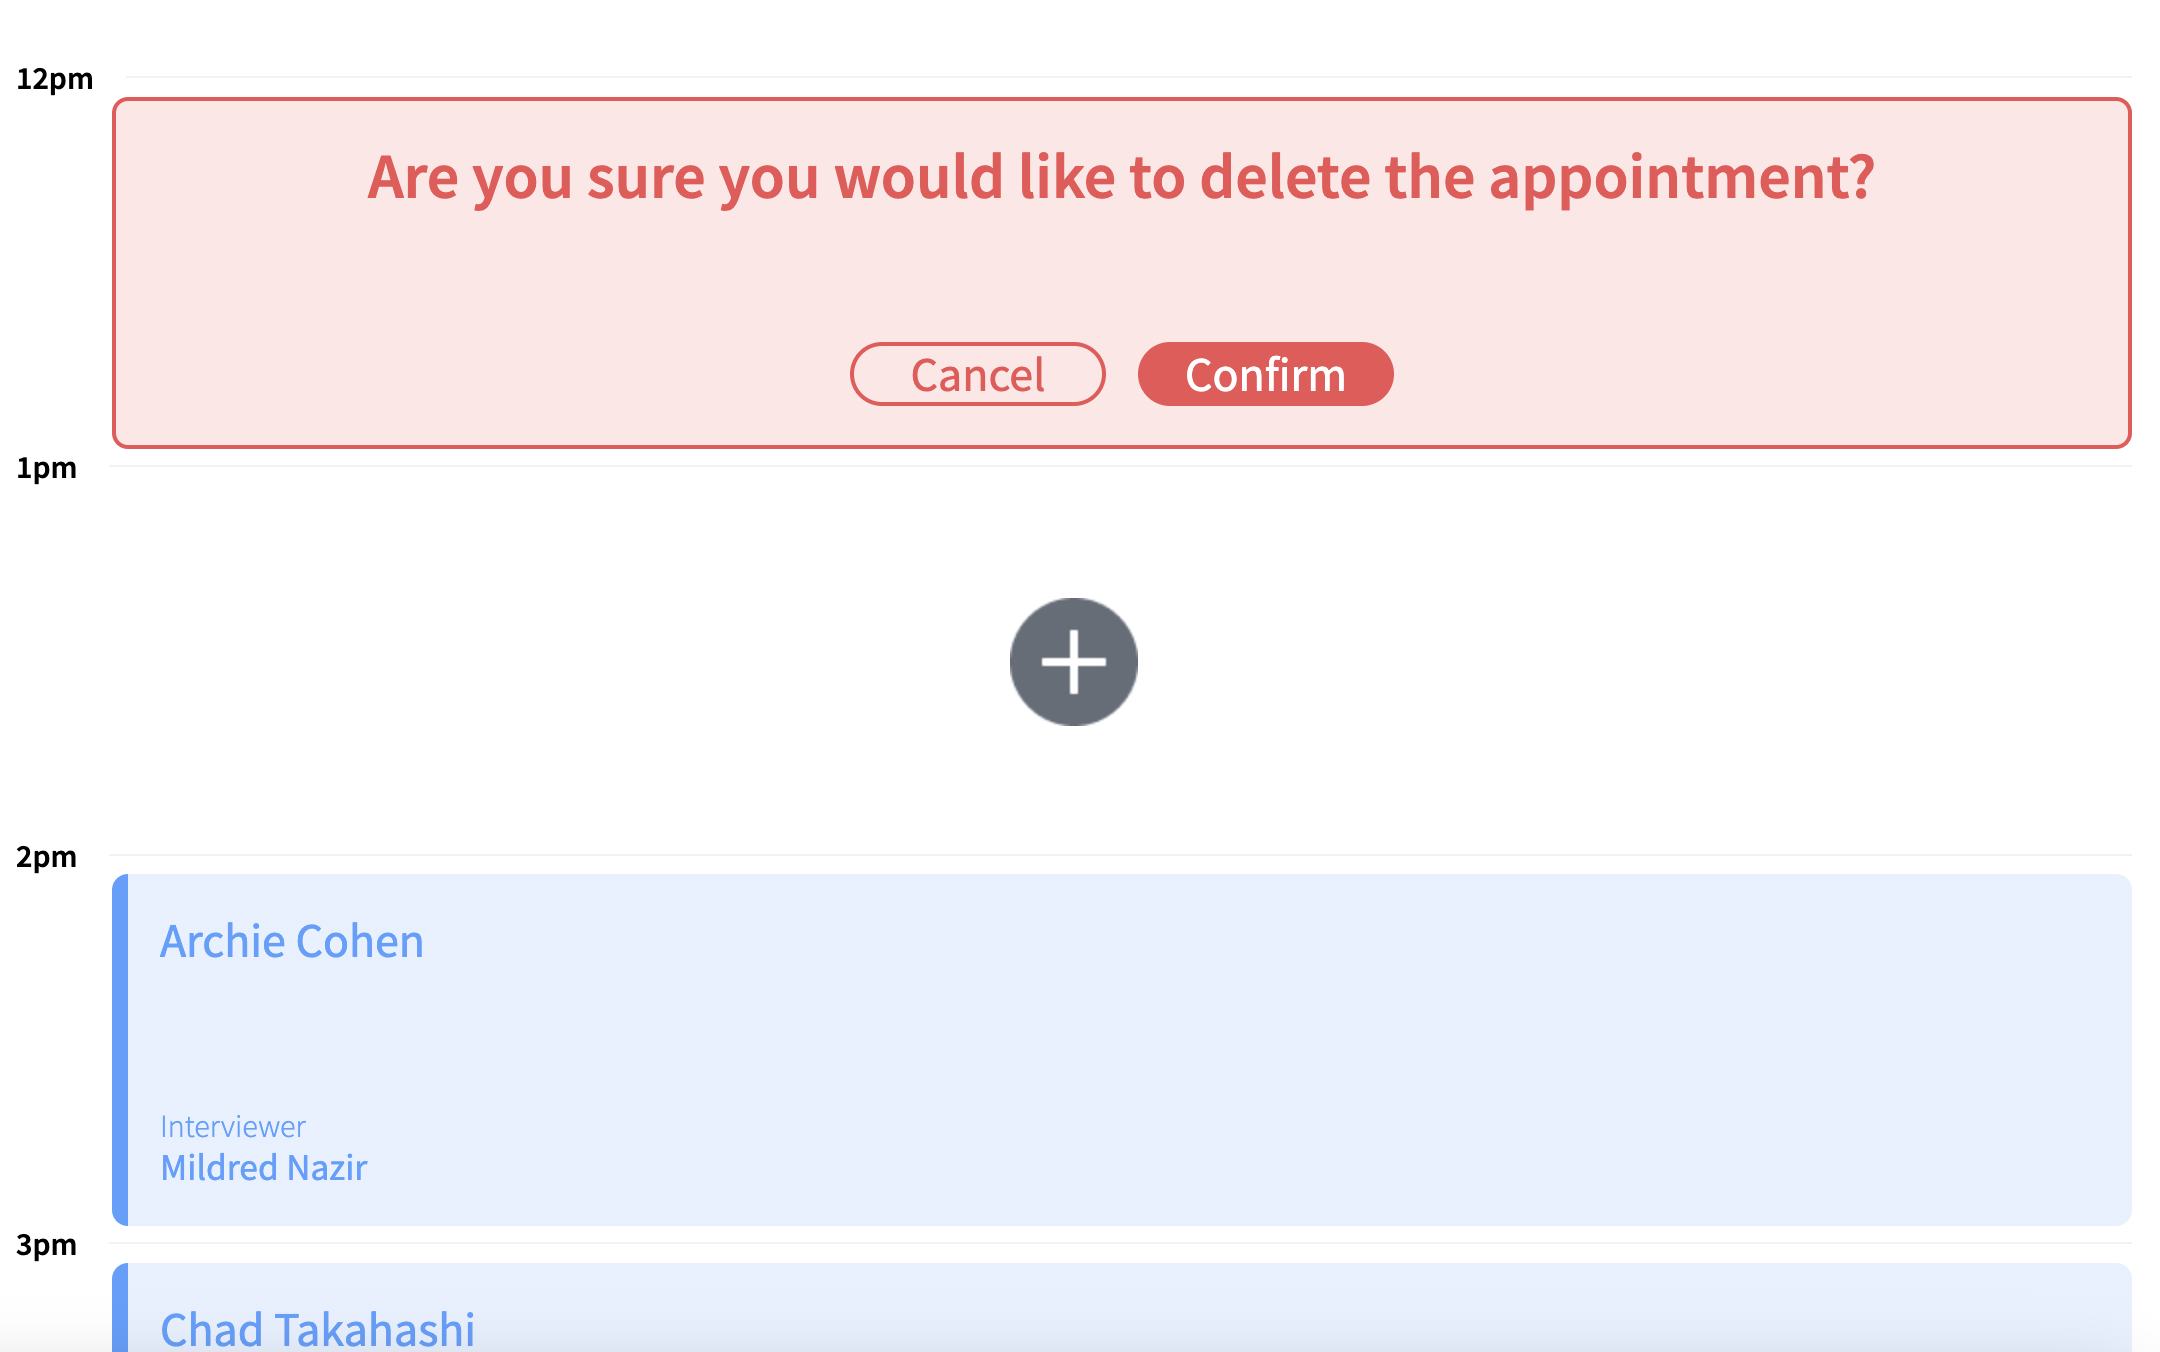 12pm
Are you sure you would like to delete the appointment?
Cancel
Confirm
1pm
2pm
Archie Cohen
Interviewer
Mildred Nazir
3pm
Chad Takahashi